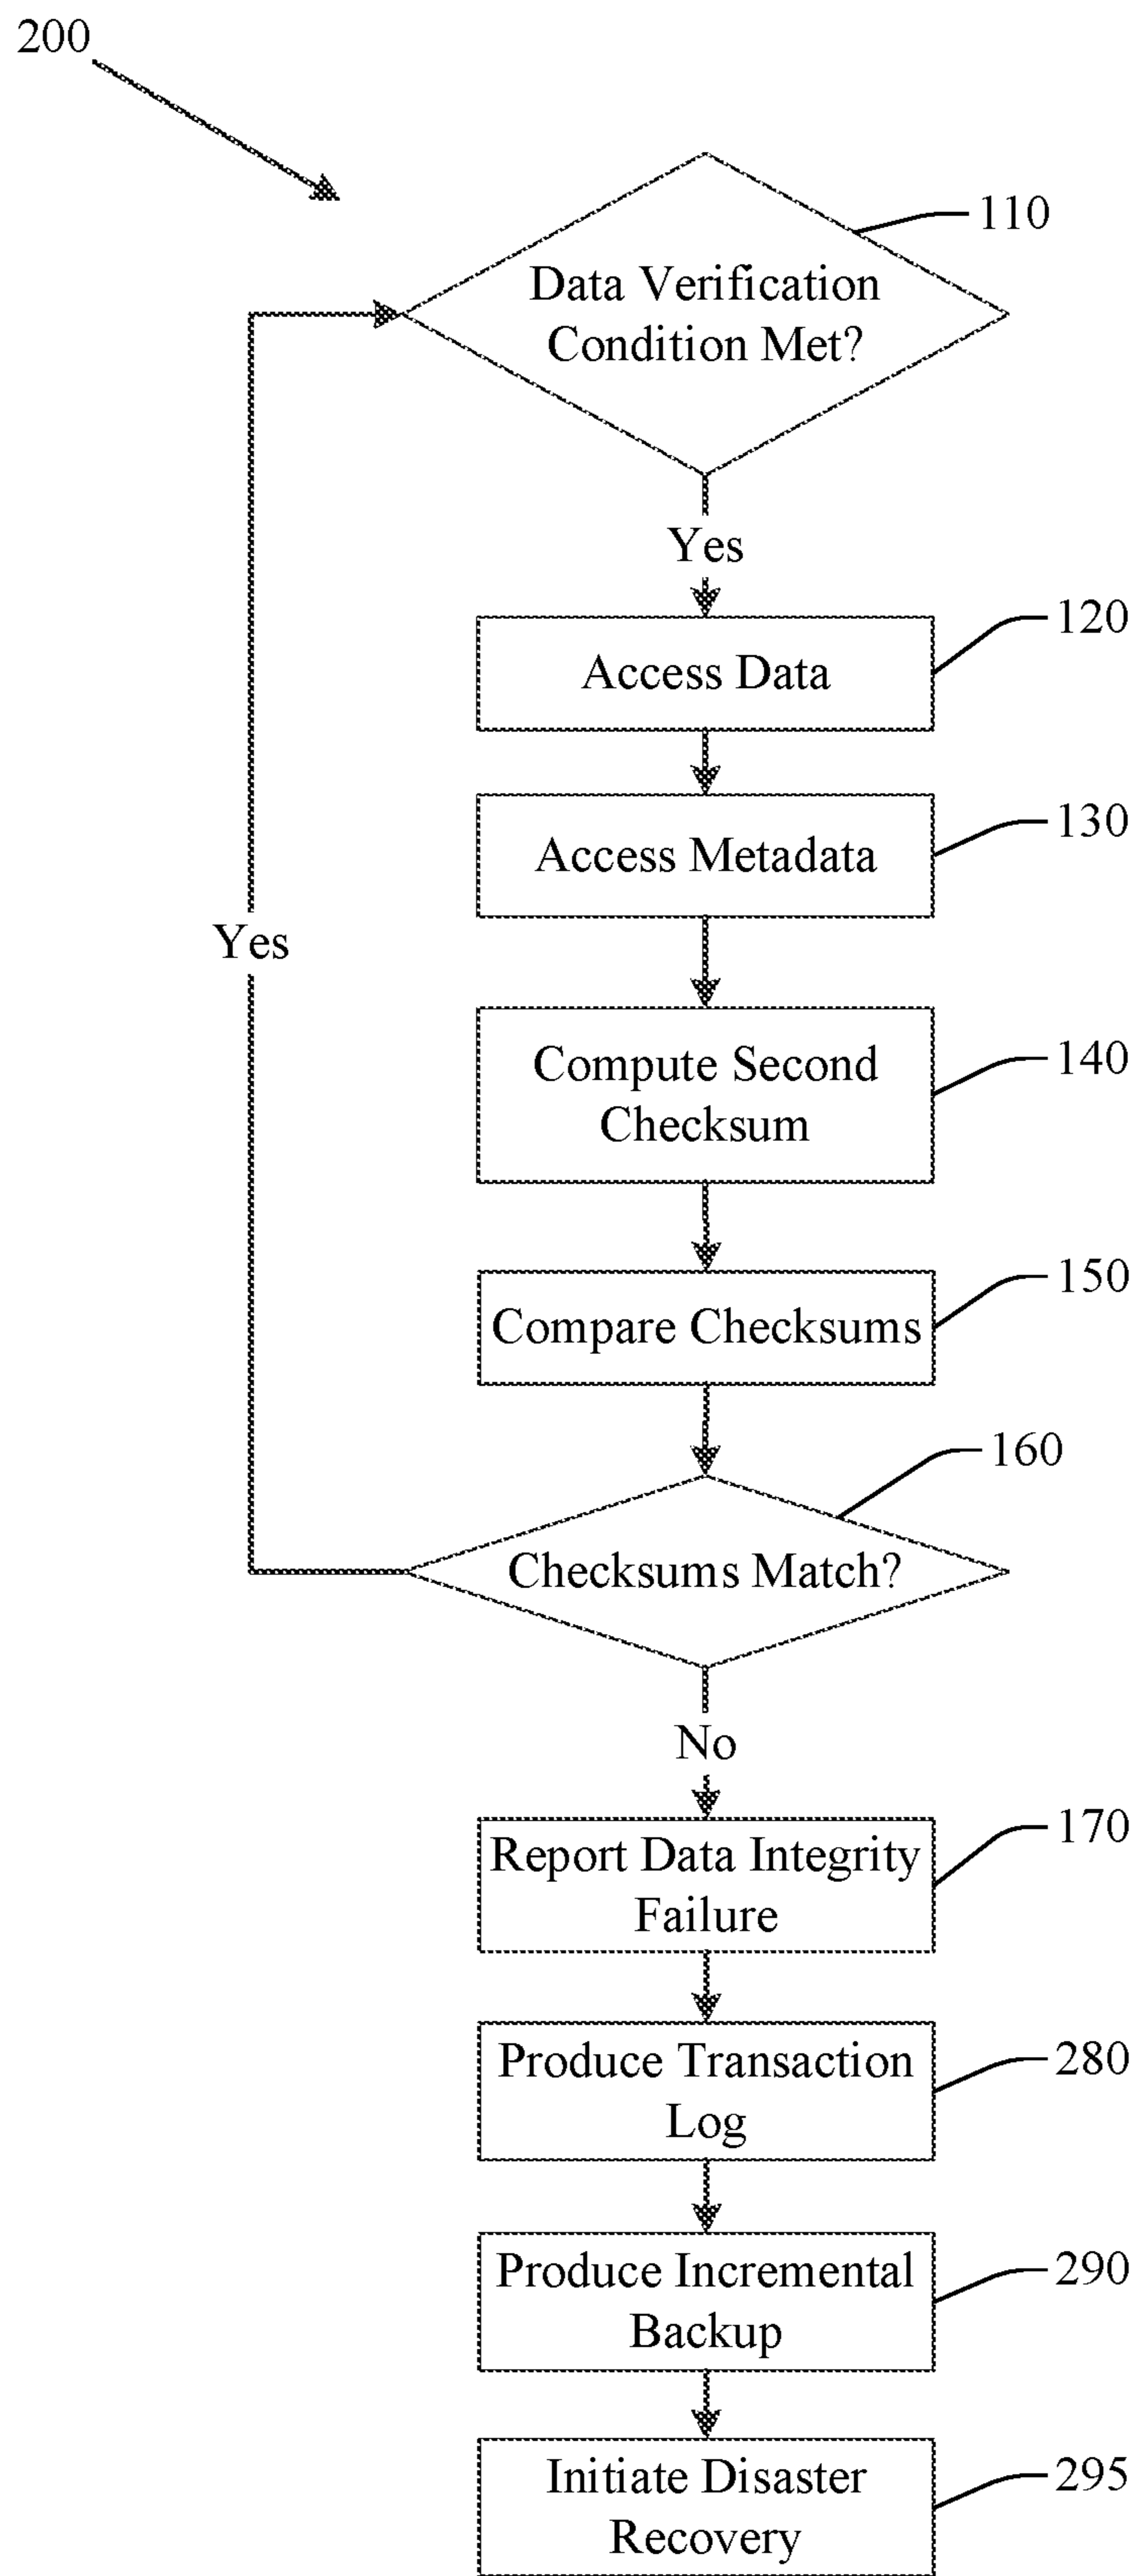 200
110
Data Verification
Condition Met?
Yes
120
Access Data
130
Access Metadata
Yes
140
Compute Second
Checksum
150
Compare Checksums
160
Checksums Match?
No
170
Report Data Integrity
Failure
280
Produce Transaction
Log
290
Produce Incremental
Backup
295
Initiate Disaster
Recovery